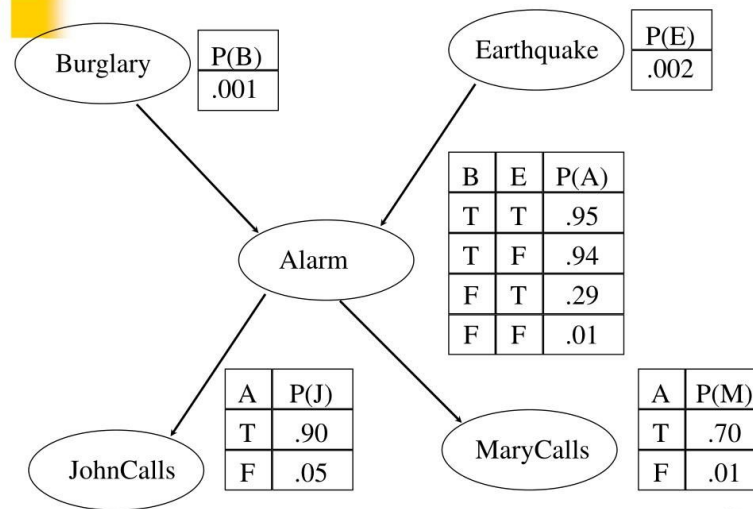 Burglary
P(B)
.001
Earthquake
P(E)
.002
B E P(A)
T T .95
T F .94
F T .29
F F .01
Alarm
A P(J)
T .90
F .05
JohnCalls
A P(M)
T .70
F .01
MaryCalls